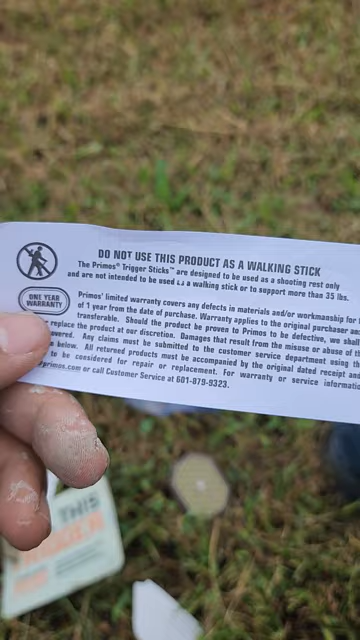 DO NOT USE THIS PRODUCT AS A WALKING STICK
The Primos® Trigger Sticks™ are designed to be used as a shooting rest only
and are not intended to be used as a walking stick or to support more than 35 lbs.
ONE YEAR
WARRANTY
Primos' limited warranty covers any defects in materials and/or workmanship for
of 1 year from the date of purchase. Warranty applies to the original purchaser
transferable. Should the product be proven to Primos to be defective, we shall
replace the product at our discretion. Damages that result from the misuse or abuse of
Any claims must be submitted to the customer service department using
below. All returned products must be accompanied by the original dated receipt and
to be considered for repair or replacement. For warranty or service
primos.com or call Customer Service at 601-879-9323.
THIS
TRIGGER